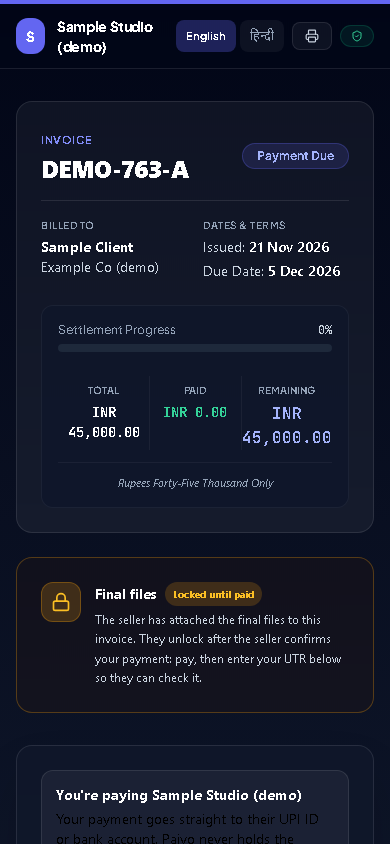 S
Sample Studio
(demo)
English
हिन्दी
INVOICE
DEMO-763-A
Payment Due
BILLED TO
Sample Client
Example Co (demo)
DATES & TERMS
Issued: 21 Nov 2026
Due Date: 5 Dec 2026
Settlement Progress
0%
TOTAL
INR
45,000.00
PAID
INR 0.00
REMAINING
INR
45,000.00
Rupees Forty-Five Thousand Only
Final files
Locked until paid
The seller has attached the final files to this
invoice. They unlock after the seller confirms
your payment: pay, then enter your UTR below
so they can check it.
You're paying Sample Studio (demo)
Your payment goes straight to their UPI ID
or bank account. Paivo never holds the